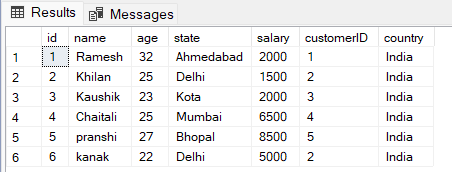 Results Messages
id name age state salary customerID country
1 1 Ramesh 32 Ahmedabad 2000 1 India
2 2 Khilan 25 Delhi 1500 2 India
3 3 Kaushik 23 Kota 2000 3 India
4 4 Chaitali 25 Mumbai 6500 4 India
5 5 pranshi 27 Bhopal 8500 5 India
6 6 kanak 22 Delhi 5000 2 India